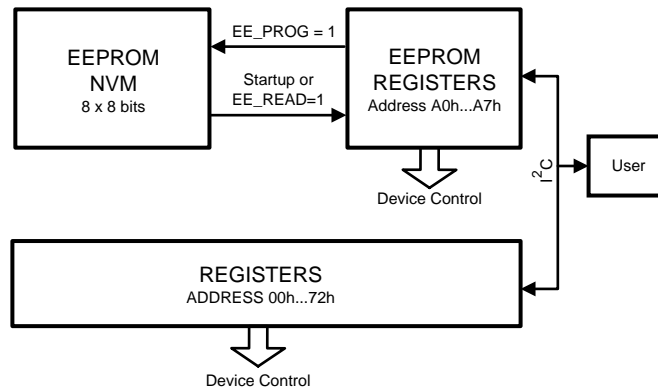 EEPROM
NVM
8 x 8 bits
EE_PROG = 1
Startup or
EE_READ=1
EEPROM
REGISTERS
Address A0h...A7h
Device Control
I²C
User
REGISTERS
ADDRESS 00h...72h
Device Control